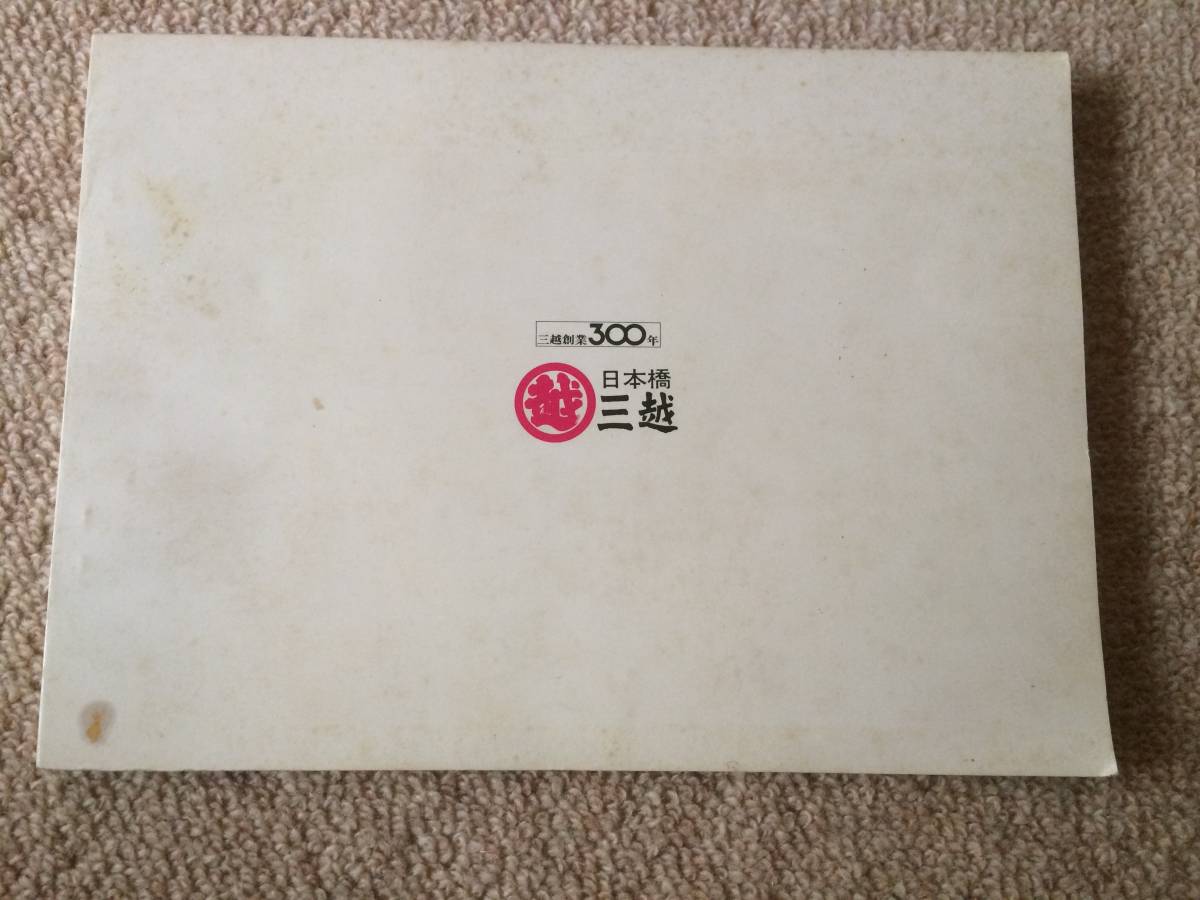 三越創業300年
越
日本橋
三越